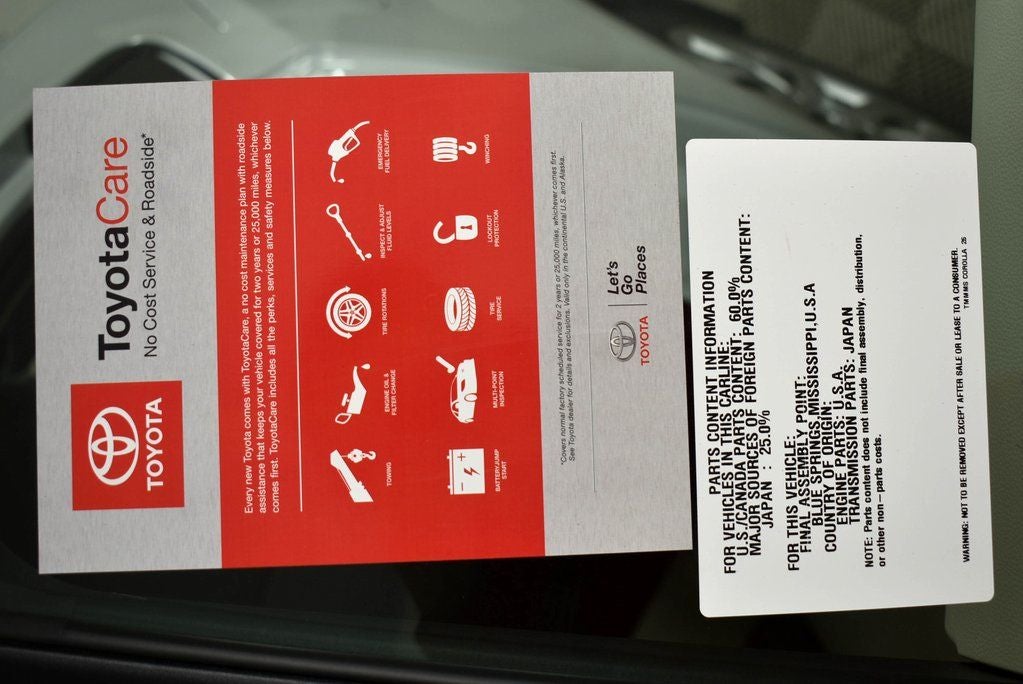 TOYOTA
ToyotaCare
No Cost Service & Roadside*
Every new Toyota comes with ToyotaCare, a no cost maintenance plan with roadside
assistance that keeps your vehicle covered for two years or 25,000 miles, whichever
comes first. ToyotaCare includes all the perks, services and safety measures below.
TOWING
ENGINE OIL &
FILTER CHANGE
TIRE ROTATIONS
INSPECT & ADJUST
FLUID LEVELS
EMERGENCY
FUEL DELIVERY
BATTERY/JUMP
START
MULTI-POINT
INSPECTION
TIRE
SERVICE
LOCKOUT
PROTECTION
WINCHING
*Covers normal factory scheduled service for 2 years or 25,000 miles, whichever comes first.
See Toyota dealer for details and exclusions. Valid only in the continental U.S. and Alaska.
TOYOTA
Let's
Go
Places
PARTS CONTENT INFORMATION
FOR VEHICLES IN THIS CARLINE:
U.S./CANADA PARTS CONTENT: 60.0%
MAJOR SOURCES OF FOREIGN PARTS CONTENT:
JAPAN : 25.0%
FOR THIS VEHICLE:
FINAL ASSEMBLY POINT:
BLUE SPRINGS,MISSISSIPPI,U.S.A
COUNTRY OF ORIGIN:
ENGINE PARTS: U.S.A.
TRANSMISSION PARTS: JAPAN
NOTE: Parts content does not include final assembly, distribution,
or other non-parts costs.
WARNING: NOT TO BE REMOVED EXCEPT AFTER SALE OR LEASE TO A CONSUMER.
TMMMS COROLLA 25